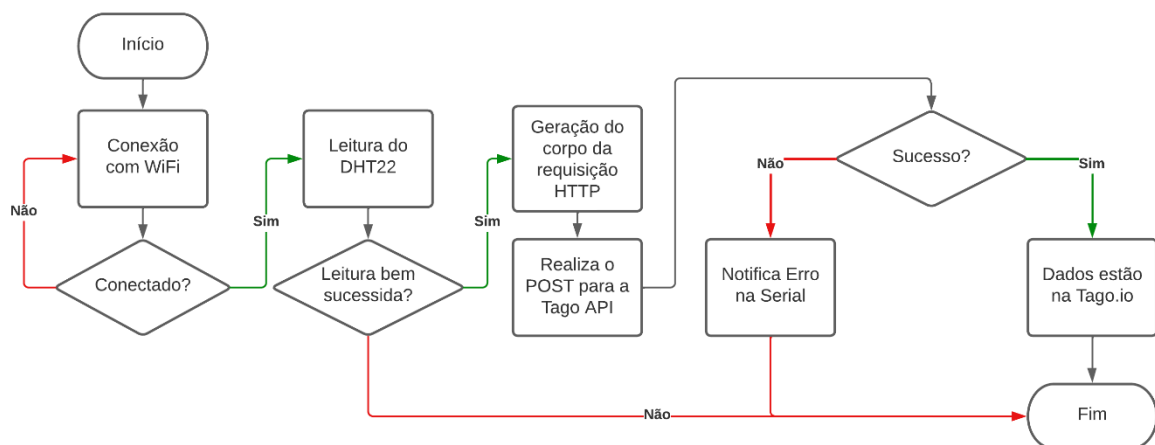 Início
Conexão
com WiFi
Não
Conectado?
Sim
Leitura do
DHT22
Leitura bem
sucessida?
Sim
Não
Geração do
corpo da
requisição
HTTP
Realiza o
POST para a
Tago API
Sucesso?
Não
Notifica Erro
na Serial
Sim
Dados estão
na Tago.io
Fim